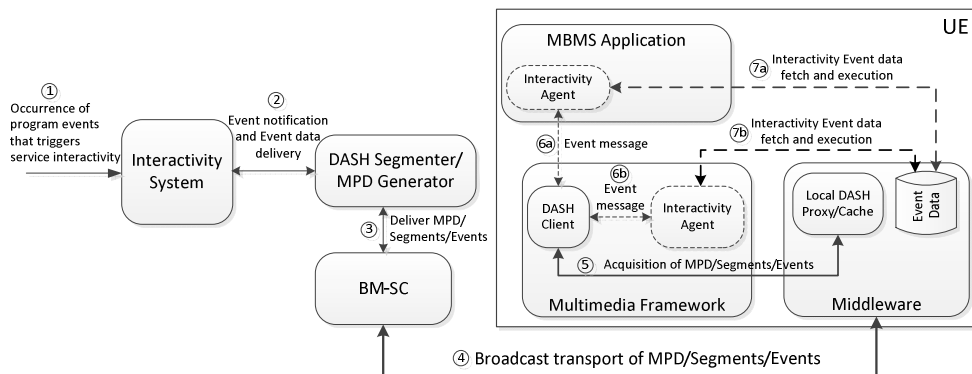 ①
Occurrence of
program events
that triggers
service interactivity
Interactivity
System
②
Event notification
and Event data
delivery
DASH Segmenter/
MPD Generator
③
Deliver MPD/
Segments/Events
BM-SC
④ Broadcast transport of MPD/Segments/Events
UE
MBMS Application
Interactivity
Agent
7a
Interactivity Event data
fetch and execution
6a
Event message
7b
Interactivity Event data
fetch and execution
DASH
Client
6b
Event
message
Interactivity
Agent
Local DASH
Proxy/Cache
Event
Data
⑤ Acquisition of MPD/Segments/Events
Multimedia Framework
Middleware